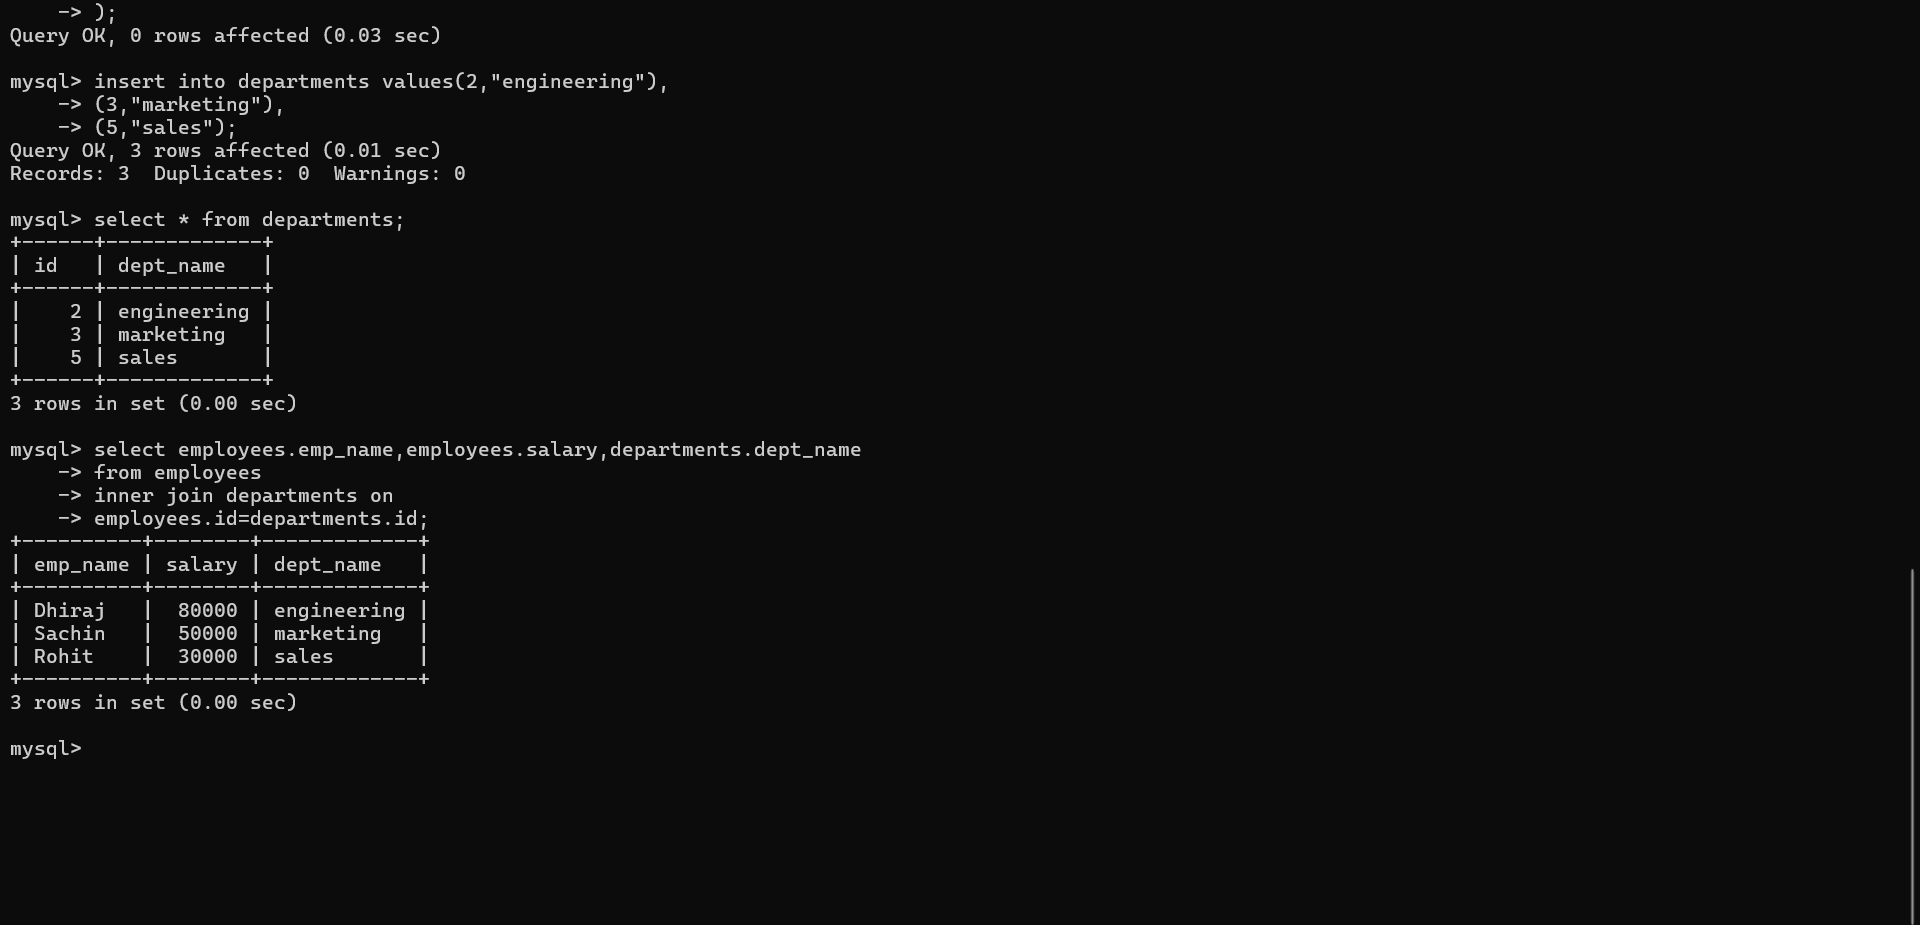 -> );
Query OK, 0 rows affected (0.03 sec)

mysql> insert into departments values(2,"engineering"),
    -> (3,"marketing"),
    -> (5,"sales");
Query OK, 3 rows affected (0.01 sec)
Records: 3  Duplicates: 0  Warnings: 0

mysql> select * from departments;
+------+-------------+
| id   | dept_name   |
+------+-------------+
|    2 | engineering |
|    3 | marketing   |
|    5 | sales       |
+------+-------------+
3 rows in set (0.00 sec)

mysql> select employees.emp_name,employees.salary,departments.dept_name
    -> from employees
    -> inner join departments on
    -> employees.id=departments.id;
+----------+--------+-------------+
| emp_name | salary | dept_name   |
+----------+--------+-------------+
| Dhiraj   |  80000 | engineering |
| Sachin   |  50000 | marketing   |
| Rohit    |  30000 | sales       |
+----------+--------+-------------+
3 rows in set (0.00 sec)

mysql>